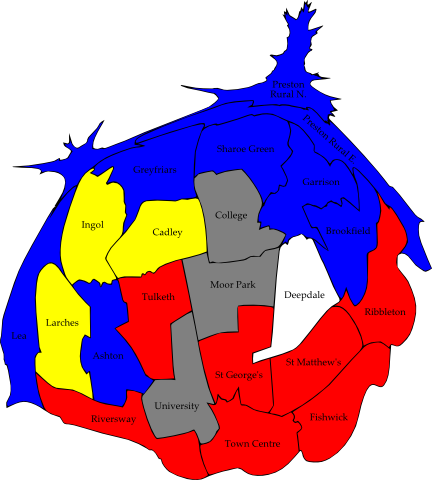 Preston
Rural N.
Preston Rural E.
Sharoe Green
Greyfriars
Garrison
College
Ingol
Cadley
Brookfield
Moor Park
Tulketh
Deepdale
Ribbleton
Larches
Lea
Ashton
St Matthew's
St George's
University
Riversway
Fishwick
Town Centre